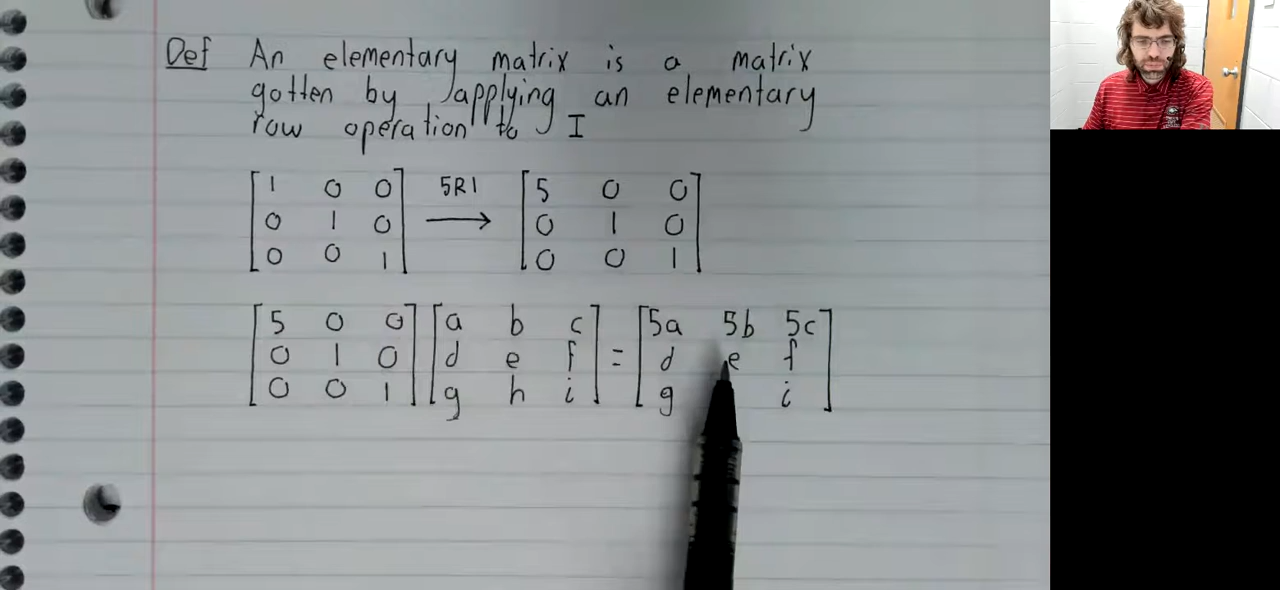 Def An elementary matrix is a matrix
gotten by applying an elementary
row operation to I
[1 0 0] 5R1 [5 0 0]
[0 1 0] → [0 1 0]
[0 0 1] [0 0 1]
[5 0 0] [a b c] [5a 5b 5c]
[0 1 0] [d e f] = [d e f]
[0 0 1] [g h i] [g i]